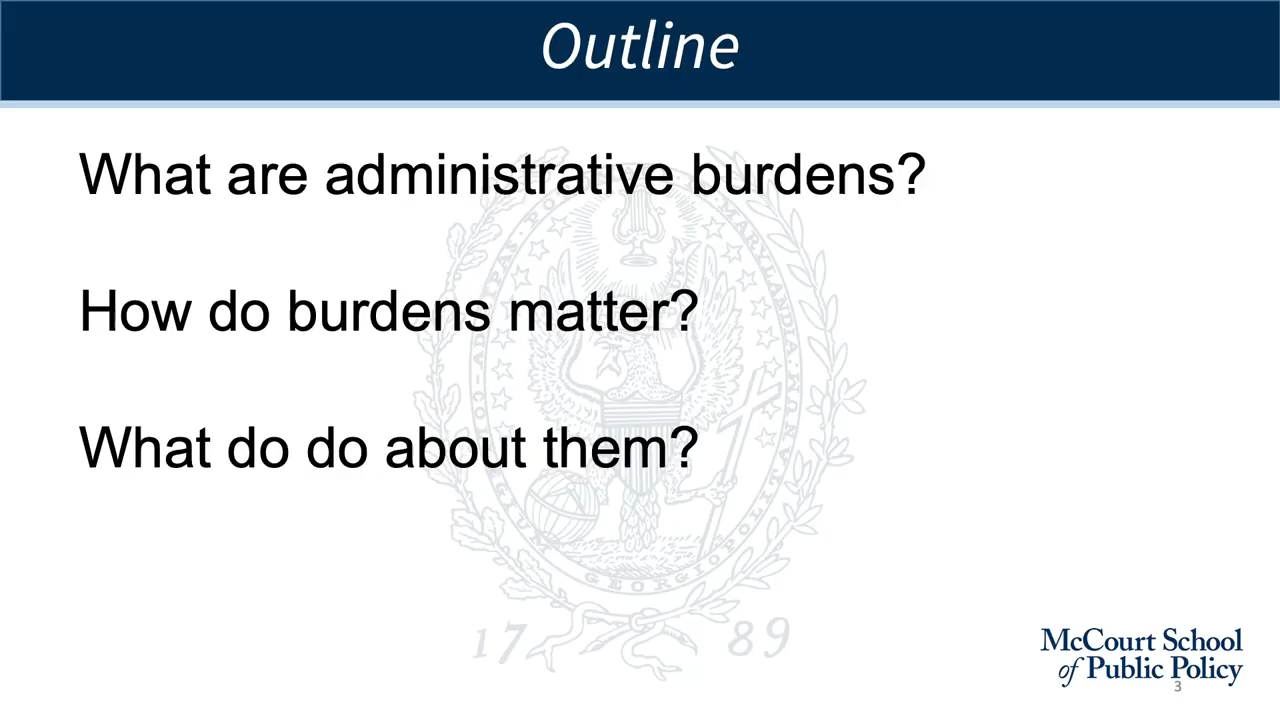 Outline
What are administrative burdens?
How do burdens matter?
What do do about them?
17 89
McCourt School
of Public Policy
3